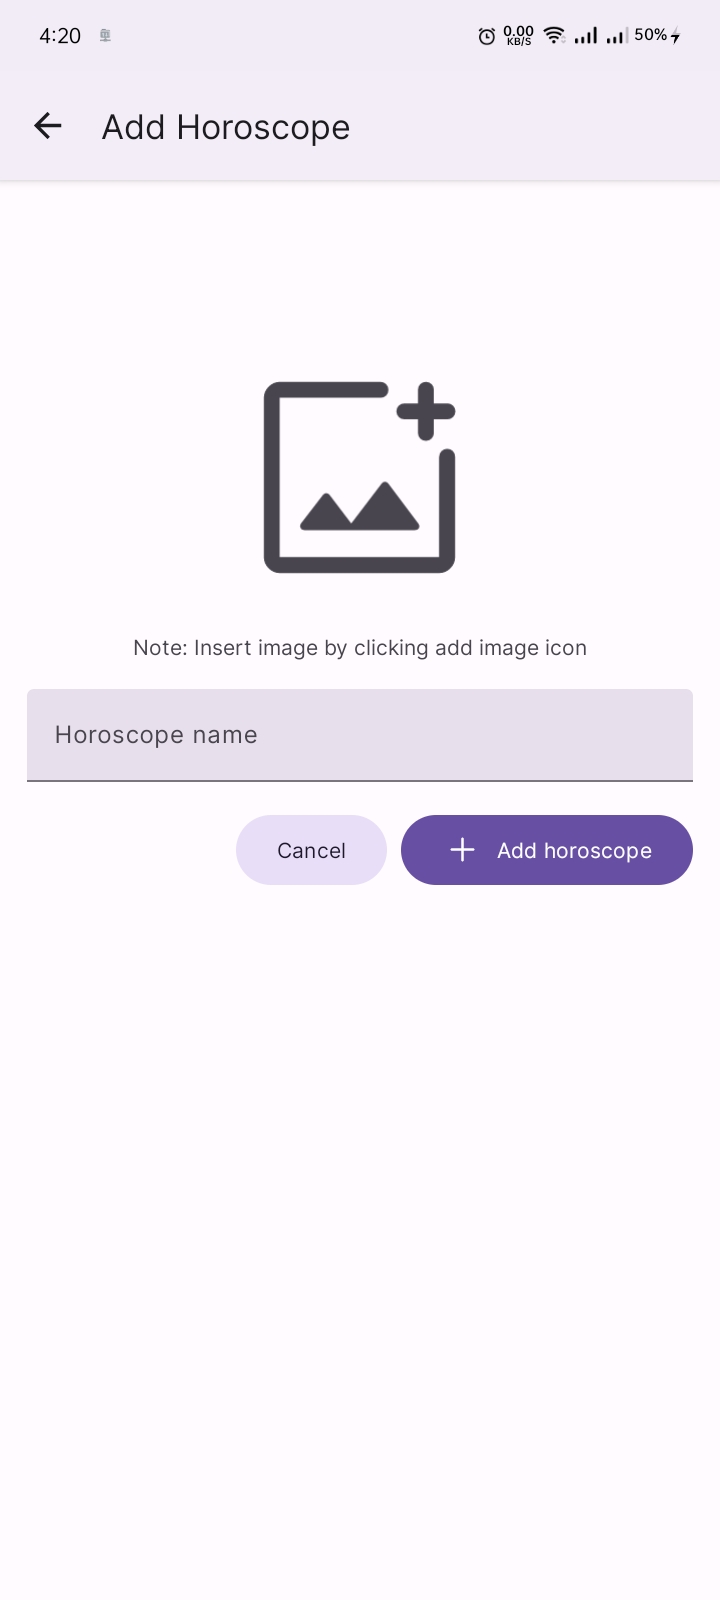 4:20 0.00 KB/S 50%
Add Horoscope
Note: Insert image by clicking add image icon
Horoscope name
Cancel Add horoscope